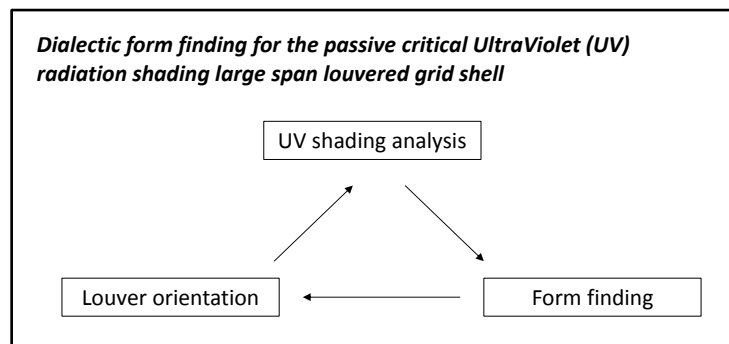 Dialectic form finding for the passive critical UltraViolet (UV)
radiation shading large span louvered grid shell
UV shading analysis
Louver orientation
Form finding